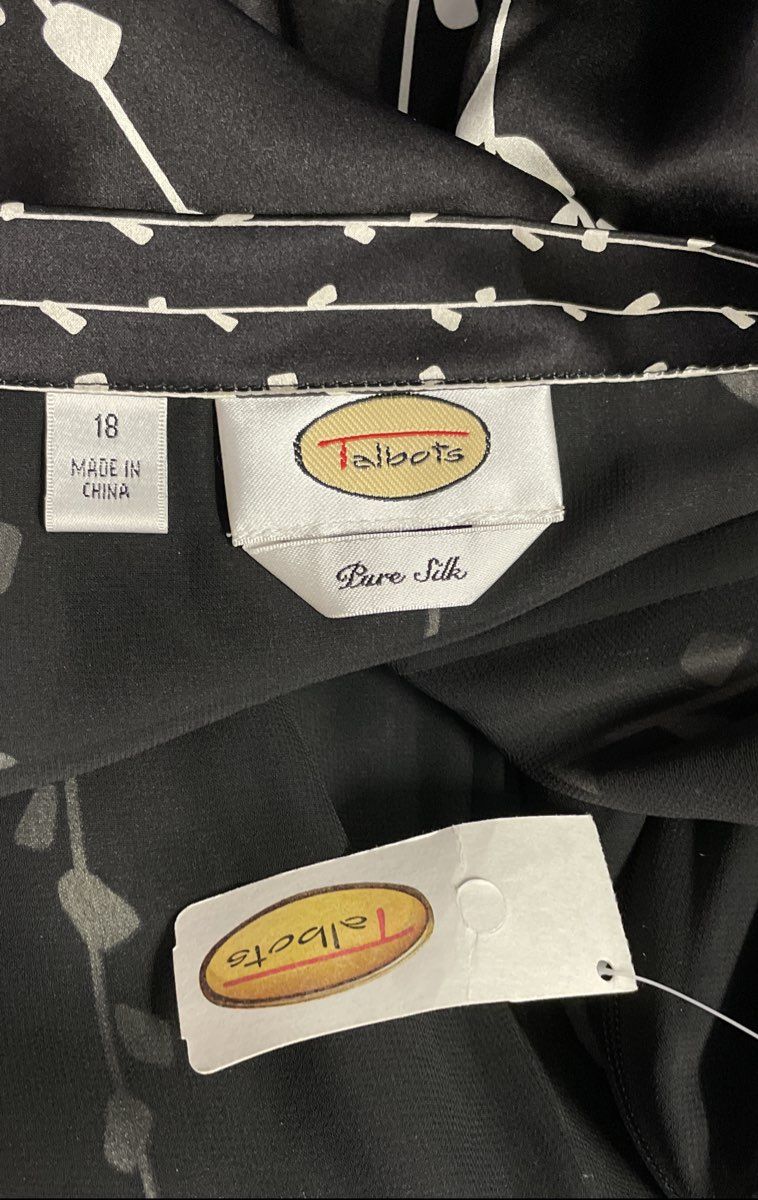 18
MADE IN
CHINA
Talbots
Pure Silk
Talbots